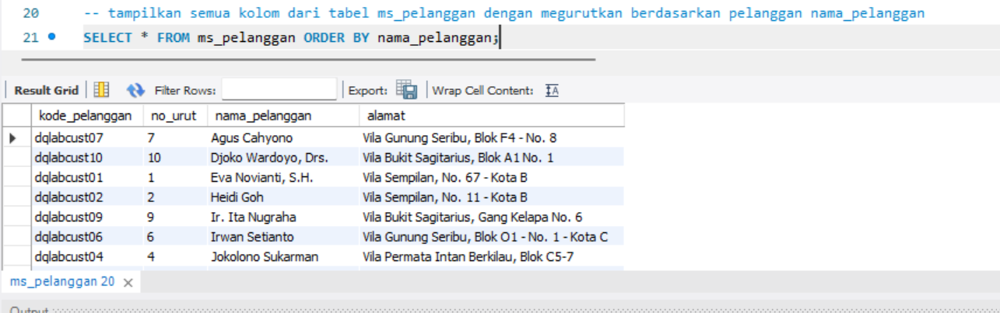 20 -- tampilkan semua kolom dari tabel ms_pelanggan dengan megurutkan berdasarkan pelanggan nama_pelanggan
21 SELECT * FROM ms_pelanggan ORDER BY nama_pelanggan;
Result Grid Filter Rows: Export: Wrap Cell Content: IA
kode_pelanggan no_urut nama_pelanggan alamat
dqlabcust07 7 Agus Cahyono Vila Gunung Seribu, Blok F4 - No. 8
dqlabcust10 10 Djoko Wardoyo, Drs. Vila Bukit Sagitarius, Blok A1 No. 1
dqlabcust01 1 Eva Novianti, S.H. Vila Sempilan, No. 67 - Kota B
dqlabcust02 2 Heidi Goh Vila Sempilan, No. 11 - Kota B
dqlabcust09 9 Ir. Ita Nugraha Vila Bukit Sagitarius, Gang Kelapa No. 6
dqlabcust06 6 Irwan Setianto Vila Gunung Seribu, Blok O1 - No. 1 - Kota C
dqlabcust04 4 Jokolono Sukarman Vila Permata Intan Berkilau, Blok C5-7
ms_pelanggan 20
Output